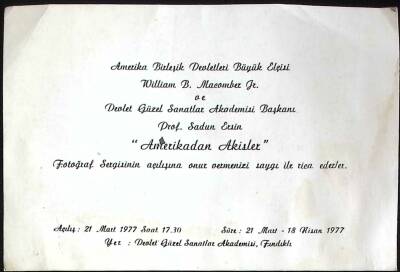 Amerika Birleşik Devletleri Büyük Elçisi
William B. Macomber Jr.
ve
Devlet Güzel Sanatlar Akademisi Başkanı
Prof. Sadun Ersin
“Amerikadan Akisler”
Fotoğraf Sergisinin açılışına onur vermenizi saygı ile rica ederler.
Açılış : 21 Mart 1977 Saat 17.30
Süre : 21 Mart - 18 Nisan 1977
Yer : Devlet Güzel Sanatlar Akademisi, Fındıklı